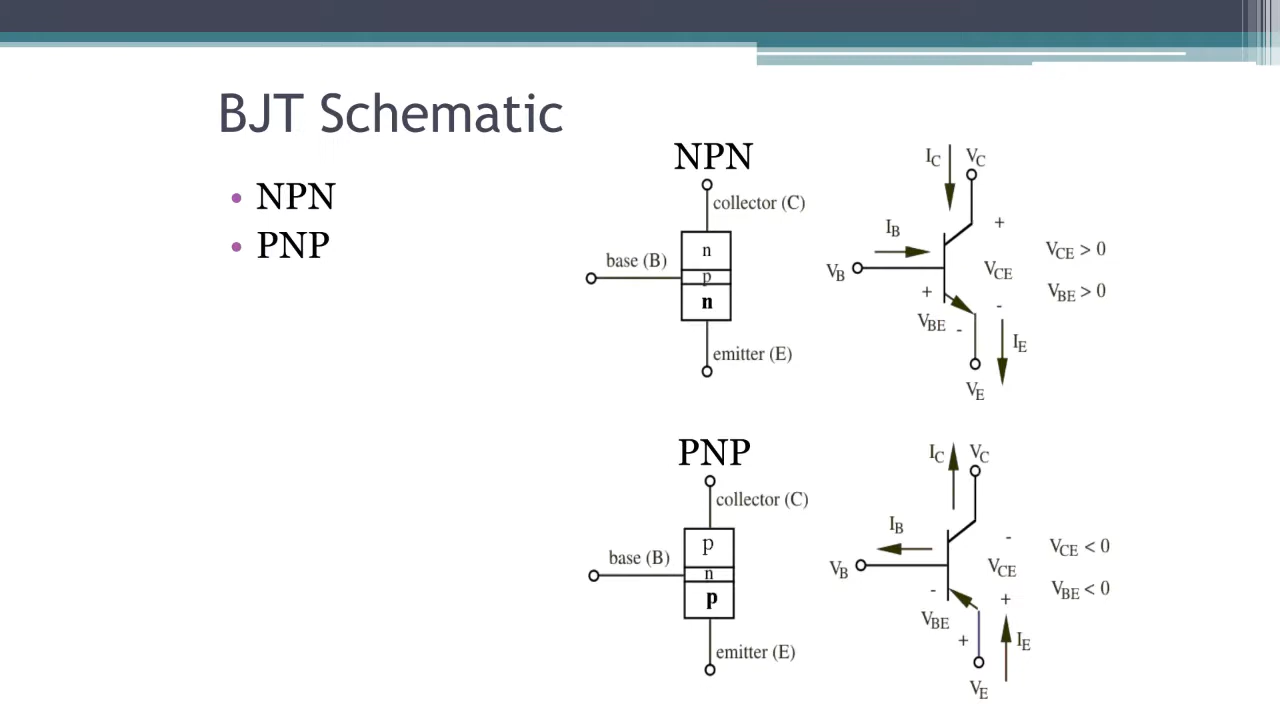 BJT Schematic
• NPN
• PNP
NPN
collector (C)
n
base (B)
p
n
emitter (E)
IC
VC
IB
+
VB
VCE
VCE > 0
VBE > 0
+
-
VBE
-
IE
VE
PNP
collector (C)
p
base (B)
n
p
emitter (E)
IC
VC
IB
-
VB
VCE
VCE < 0
VBE < 0
-
+
VBE
+
IE
VE